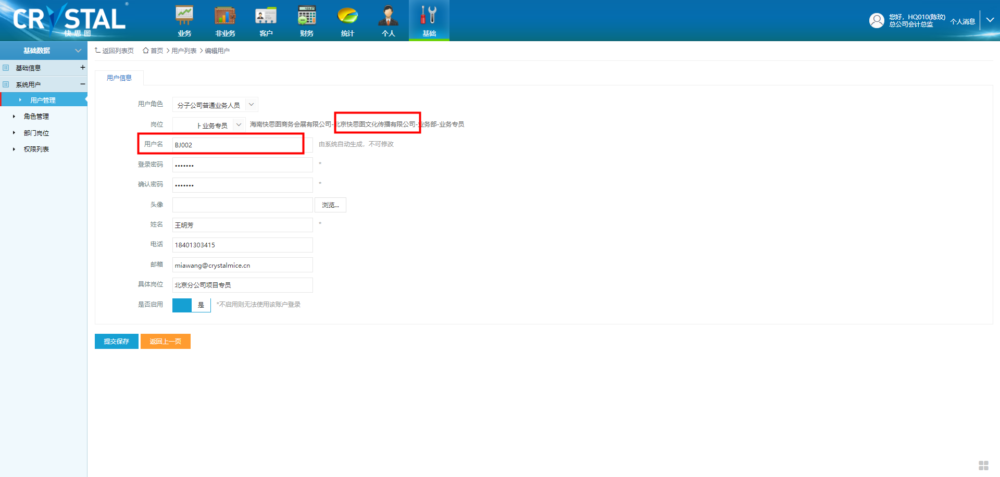 CRYSTAL®
快思图
业务
非业务
客户
财务
统计
个人
基础
您好，HQ010(陈玟)
总公司会计总监
个人消息
基础数据
基础信息
系统用户
用户管理
角色管理
部门岗位
权限列表
返回列表页 首页 用户列表 编辑用户
用户信息
用户角色 分子公司普通业务人员
岗位 业务专员 海南快思图商务会展有限公司-北京快思图文化传播有限公司-业务部-业务专员
用户名 BJ002 由系统自动生成，不可修改
登录密码 ••••••• *
确认密码 ••••••• *
头像 浏览...
姓名 王明芳 *
电话 18401303415
邮箱 miawang@crystalmice.cn
具体岗位 北京分公司项目专员
是否启用 是 *不启用则无法使用该账户登录
提交保存 返回上一页